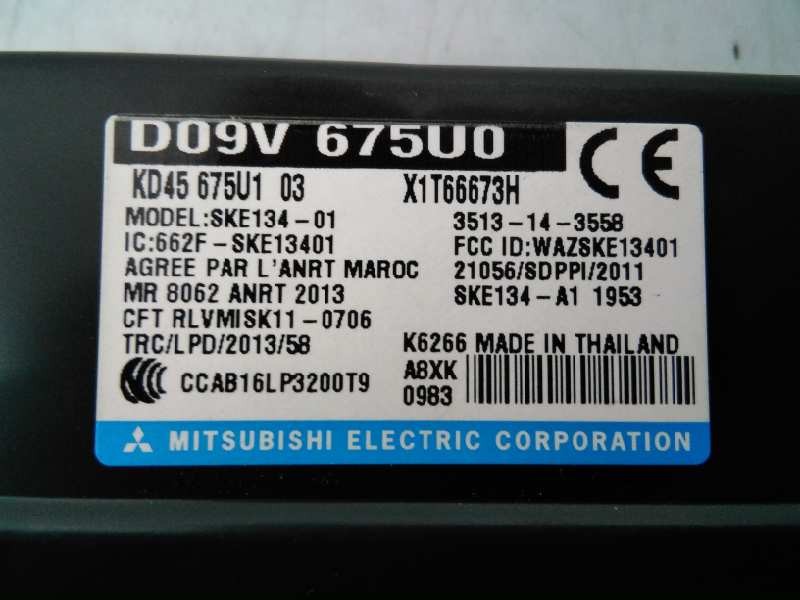 D09V 675U0
KD45 675U1 03 X1T66673H
MODEL:SKE134-01 3513-14-3558
IC:662F-SKE13401 FCC ID:WAZSKE13401
AGREE PAR L'ANRT MAROC 21056/SDPPI/2011
MR 8062 ANRT 2013 SKE134-A1 1953
CFT RLVMISK11-0706
TRC/LPD/2013/58 K6266 MADE IN THAILAND
CCAB16LP3200T9 A8XK
0983
MITSUBISHI ELECTRIC CORPORATION
CE